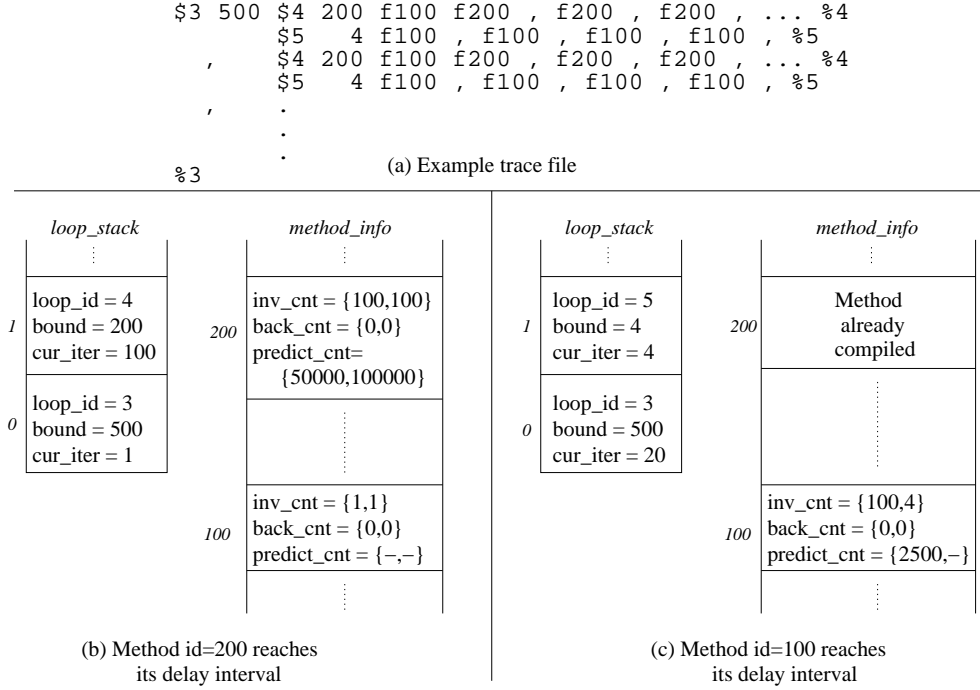 $3 500 $4 200 f100 f200 , f200 , f200 , ... %4
$5 4 f100 , f100 , f100 , f100 , %5
, $4 200 f100 f200 , f200 , f200 , ... %4
$5 4 f100 , f100 , f100 , f100 , %5
, .
.
.
%3
(a) Example trace file
loop_stack
method_info
1
loop_id = 4
bound = 200
cur_iter = 100
0
loop_id = 3
bound = 500
cur_iter = 1
200
inv_cnt = {100,100}
back_cnt = {0,0}
predict_cnt=
{50000,100000}
100
inv_cnt = {1,1}
back_cnt = {0,0}
predict_cnt = {−,−}
(b) Method id=200 reaches
its delay interval
loop_stack
method_info
1
loop_id = 5
bound = 4
cur_iter = 4
0
loop_id = 3
bound = 500
cur_iter = 20
200
Method
already
compiled
100
inv_cnt = {100,4}
back_cnt = {0,0}
predict_cnt = {2500,−}
(c) Method id=100 reaches
its delay interval